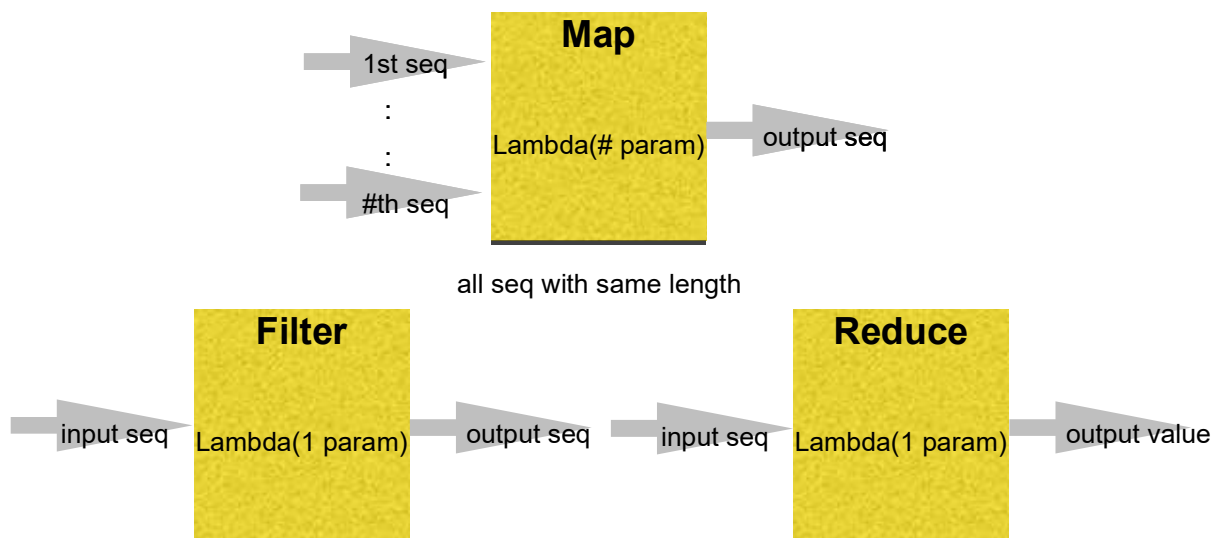 Map
1st seq
:
:
#th seq
Lambda(# param)
output seq
all seq with same length
Filter
input seq
Lambda(1 param)
output seq
Reduce
input seq
Lambda(1 param)
output value